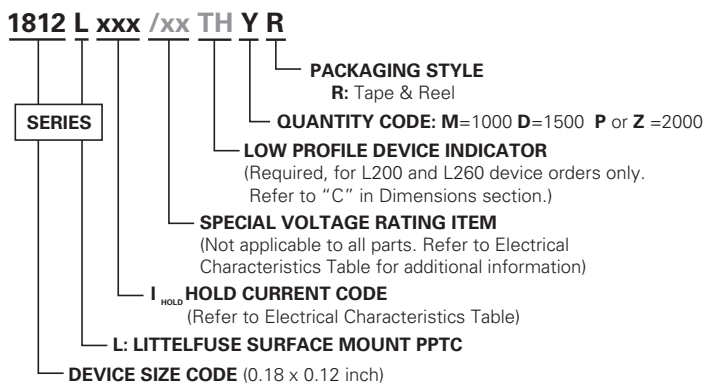 1812 L xxx /xx TH Y R
PACKAGING STYLE
R: Tape & Reel
SERIES
QUANTITY CODE: M=1000 D=1500 P or Z =2000
LOW PROFILE DEVICE INDICATOR
(Required, for L200 and L260 device orders only.
Refer to “C” in Dimensions section.)
SPECIAL VOLTAGE RATING ITEM
(Not applicable to all parts. Refer to Electrical
Characteristics Table for additional information)
I HOLD HOLD CURRENT CODE
(Refer to Electrical Characteristics Table)
L: LITTELFUSE SURFACE MOUNT PPTC
DEVICE SIZE CODE (0.18 x 0.12 inch)